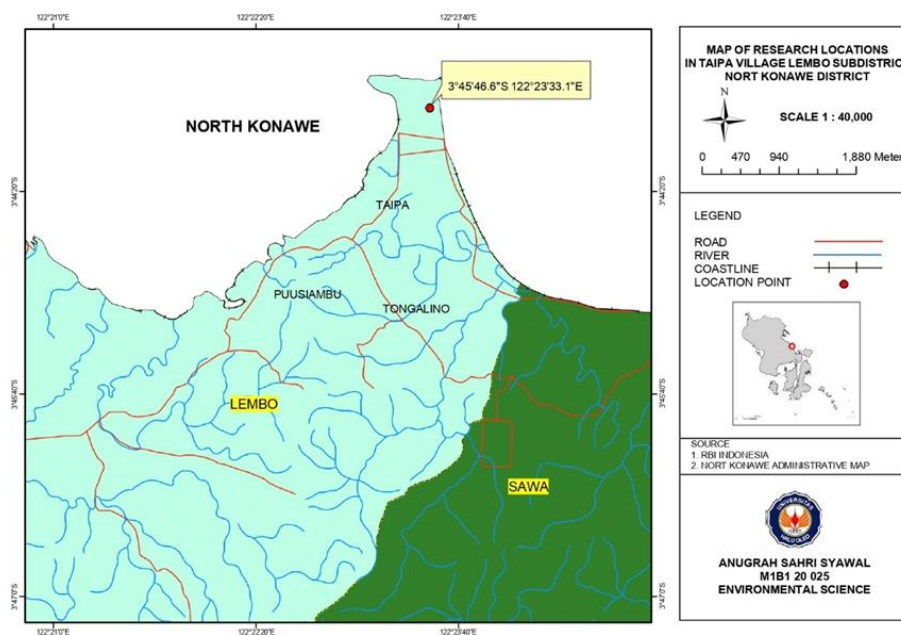 122°21'0"E 122°22'20"E 122°23'40"E
3°45'46.6"S 122°23'33.1"E
NORTH KONAWE
3°44'20"S 3°44'20"S
TAIPA
PUUSIAMBU
TONGALINO
3°45'40"S 3°45'40"S
LEMBO
SAWA
3°47'0"S 3°47'0"S
122°21'0"E 122°22'20"E 122°23'40"E
MAP OF RESEARCH LOCATIONS
IN TAIPA VILLAGE LEMBO SUBDISTRIC
NORT KONAWE DISTRICT
N
SCALE 1 : 40,000
0 470 940 1,880 Meter
LEGEND
ROAD
RIVER
COASTLINE
LOCATION POINT
SOURCE
1. RBI INDONESIA
2. NORT KONAWE ADMINISTRATIVE MAP
UNIVERSITAS
HALU OLEO
ANUGRAH SAHRI SYAWAL
M1B1 20 025
ENVIRONMENTAL SCIENCE